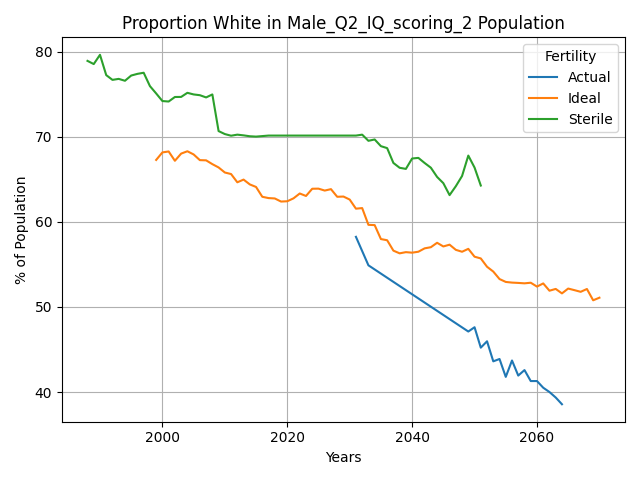 Proportion White in Male_Q2_IQ_scoring_2 Population
% of Population
80
70
60
50
40
Fertility
Actual
Ideal
Sterile
2000
2020
2040
2060
Years